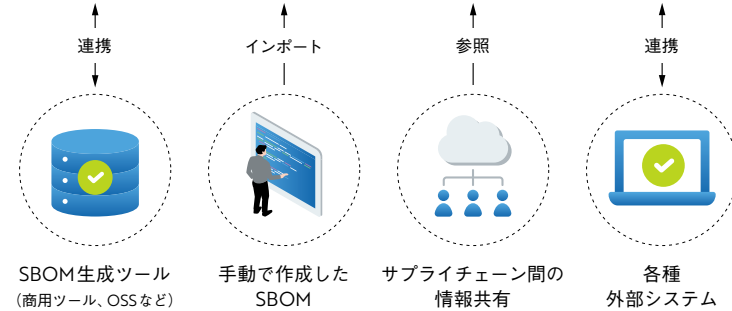 連携
インポート
参照
連携
SBOM生成ツール
（商用ツール、OSSなど）
手動で作成した
SBOM
サプライチェーン間の
情報共有
各種
外部システム